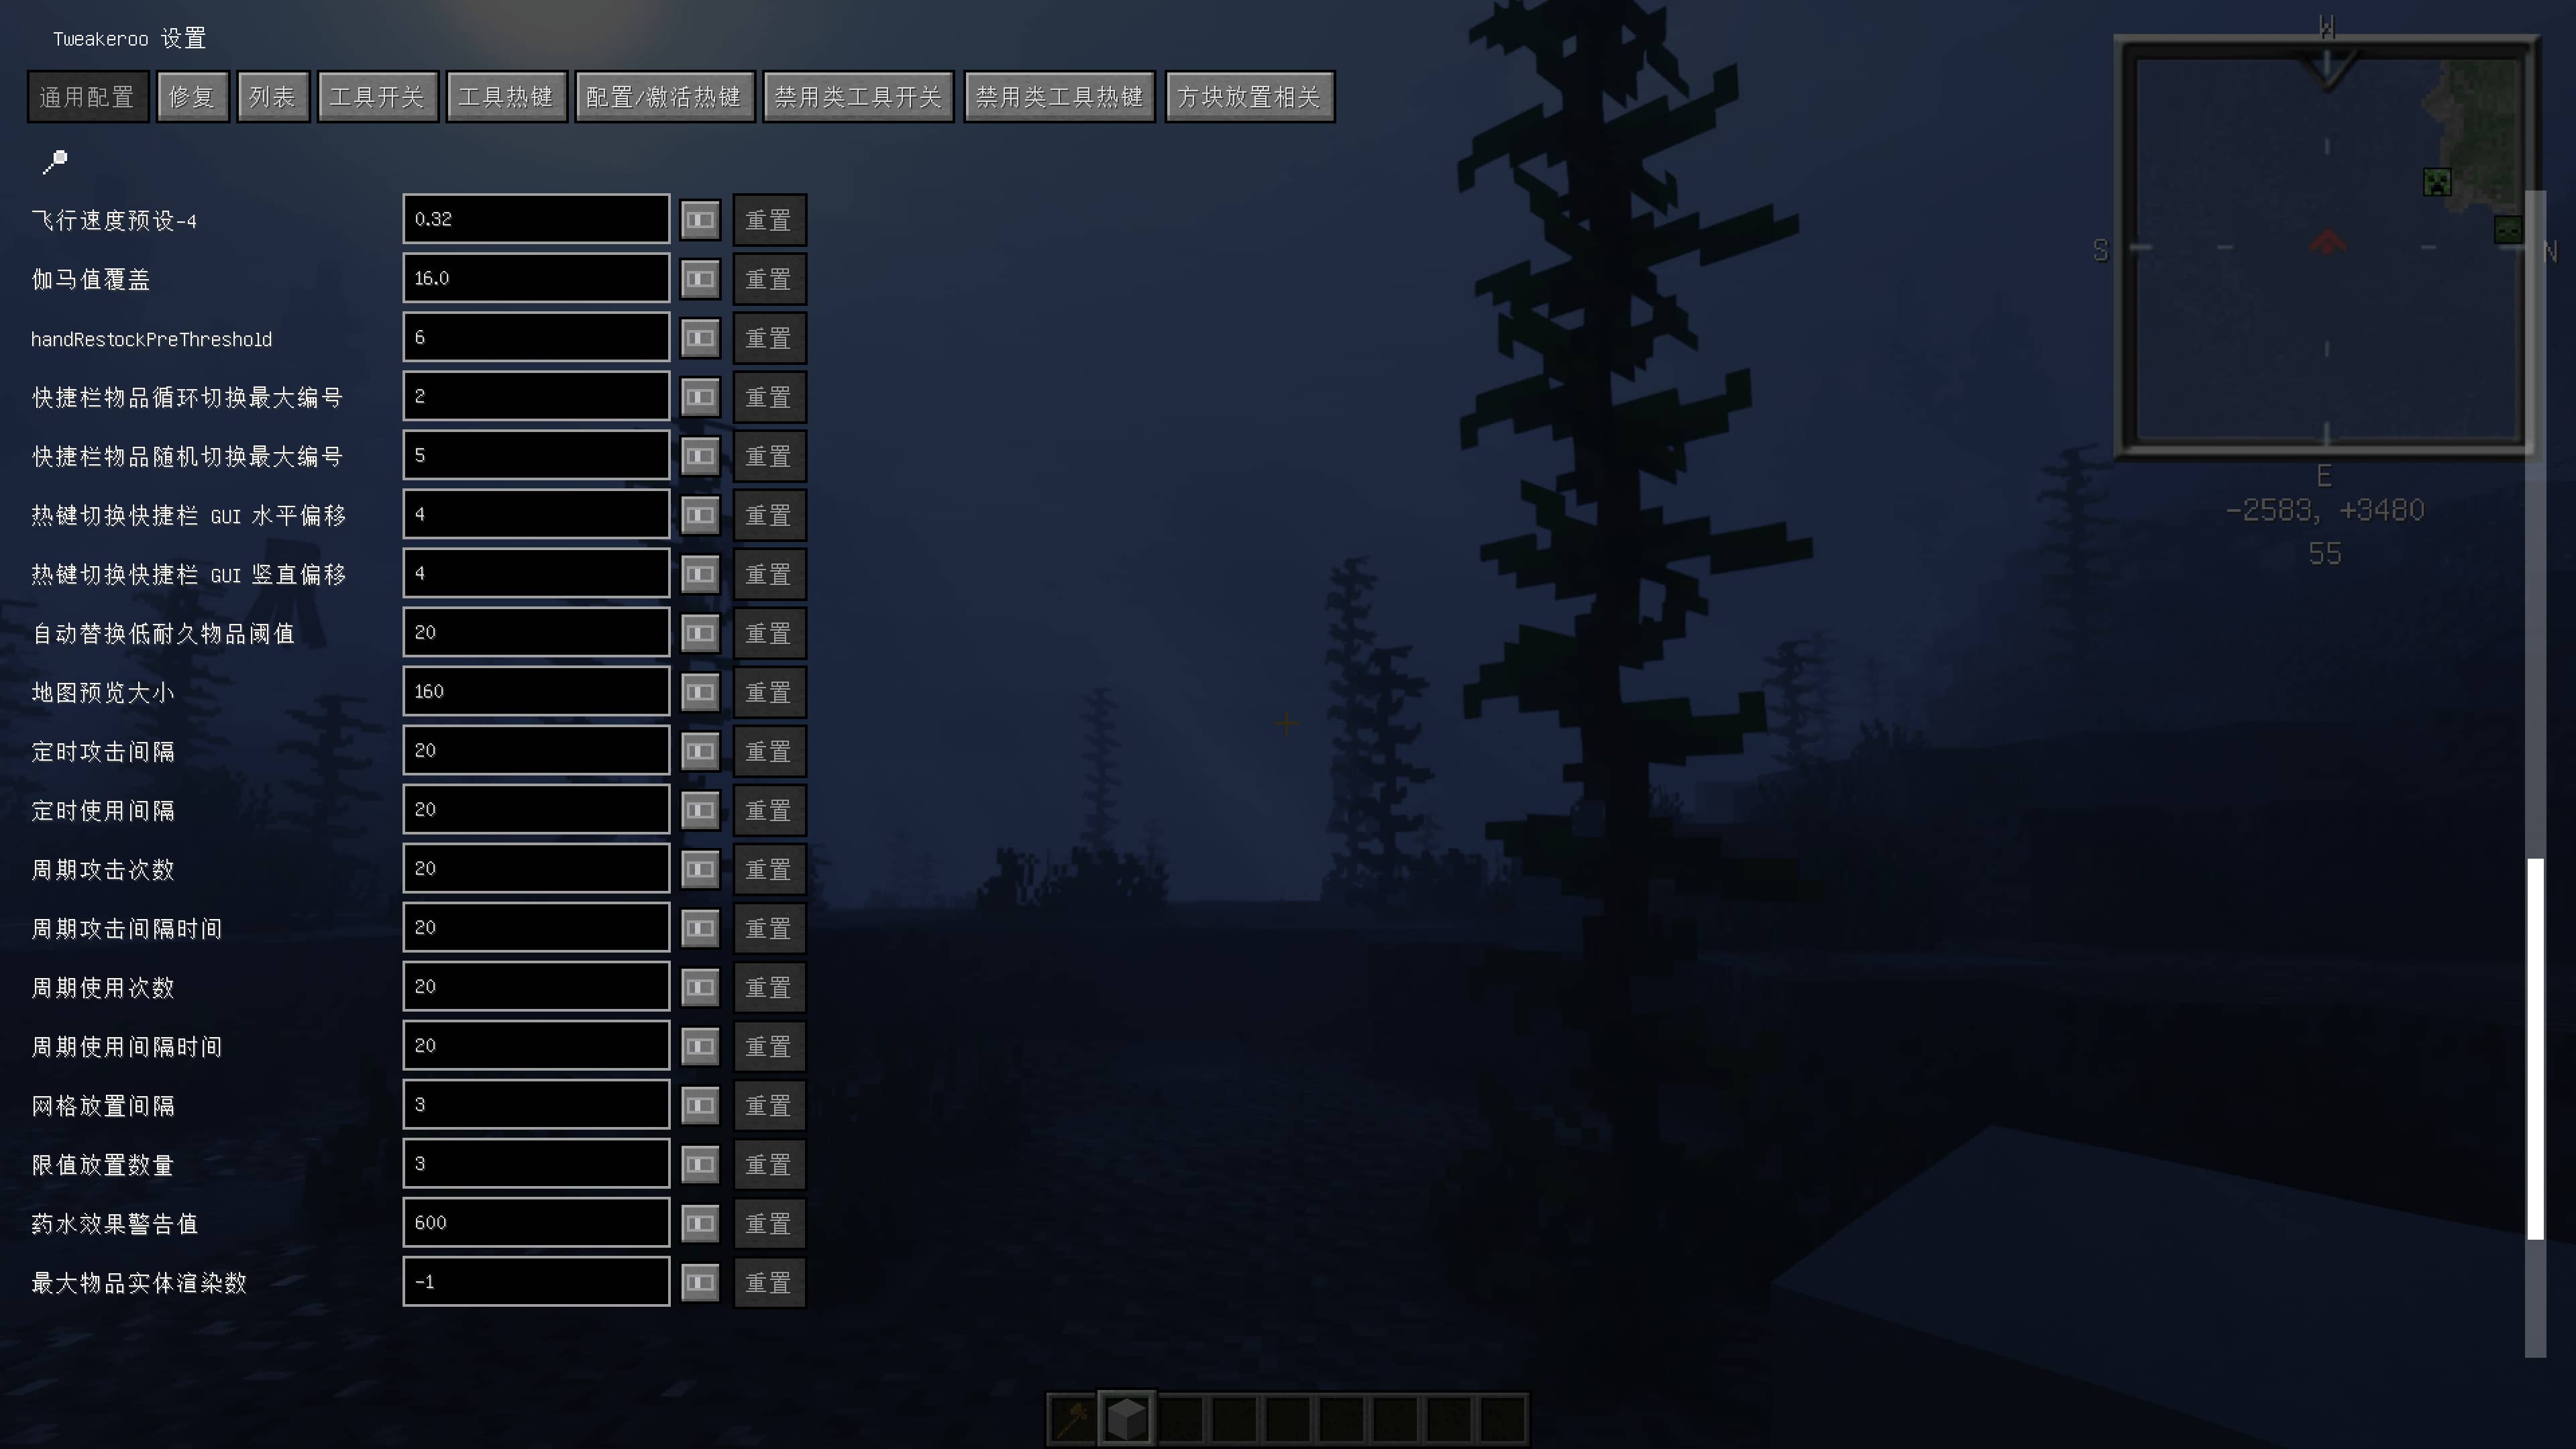 Tweakeroo 设置
通用配置 修复 列表 工具开关 工具热键 配置/激活热键 禁用类工具开关 禁用类工具热键 方块放置相关
W
S
N
E
-2583, +3480
55
飞行速度预设-4 0.32 重置
伽马值覆盖 16.0 重置
handRestockPreThreshold 6 重置
快捷栏物品循环切换最大编号 2 重置
快捷栏物品随机切换最大编号 5 重置
热键切换快捷栏 GUI 水平偏移 4 重置
热键切换快捷栏 GUI 竖直偏移 4 重置
自动替换低耐久物品阈值 20 重置
地图预览大小 160 重置
定时攻击间隔 20 重置
定时使用间隔 20 重置
周期攻击次数 20 重置
周期攻击间隔时间 20 重置
周期使用次数 20 重置
周期使用间隔时间 20 重置
网格放置间隔 3 重置
限值放置数量 3 重置
药水效果警告值 600 重置
最大物品实体渲染数 -1 重置